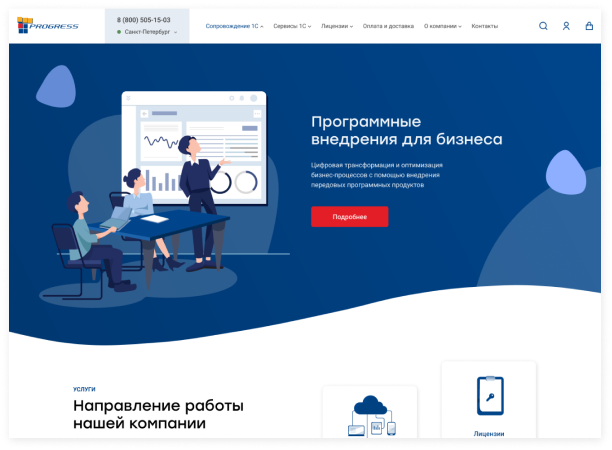 PROGRESS
8 (800) 505-15-03
Санкт-Петербург
Сопровождение 1С
Сервисы 1С
Лицензии
Оплата и доставка
О компании
Контакты
Программные
внедрения для бизнеса
Цифровая трансформация и оптимизация
бизнес-процессов с помощью внедрения
передовых программных продуктов
Подробнее
УСЛУГИ
Направление работы
нашей компании
Лицензии